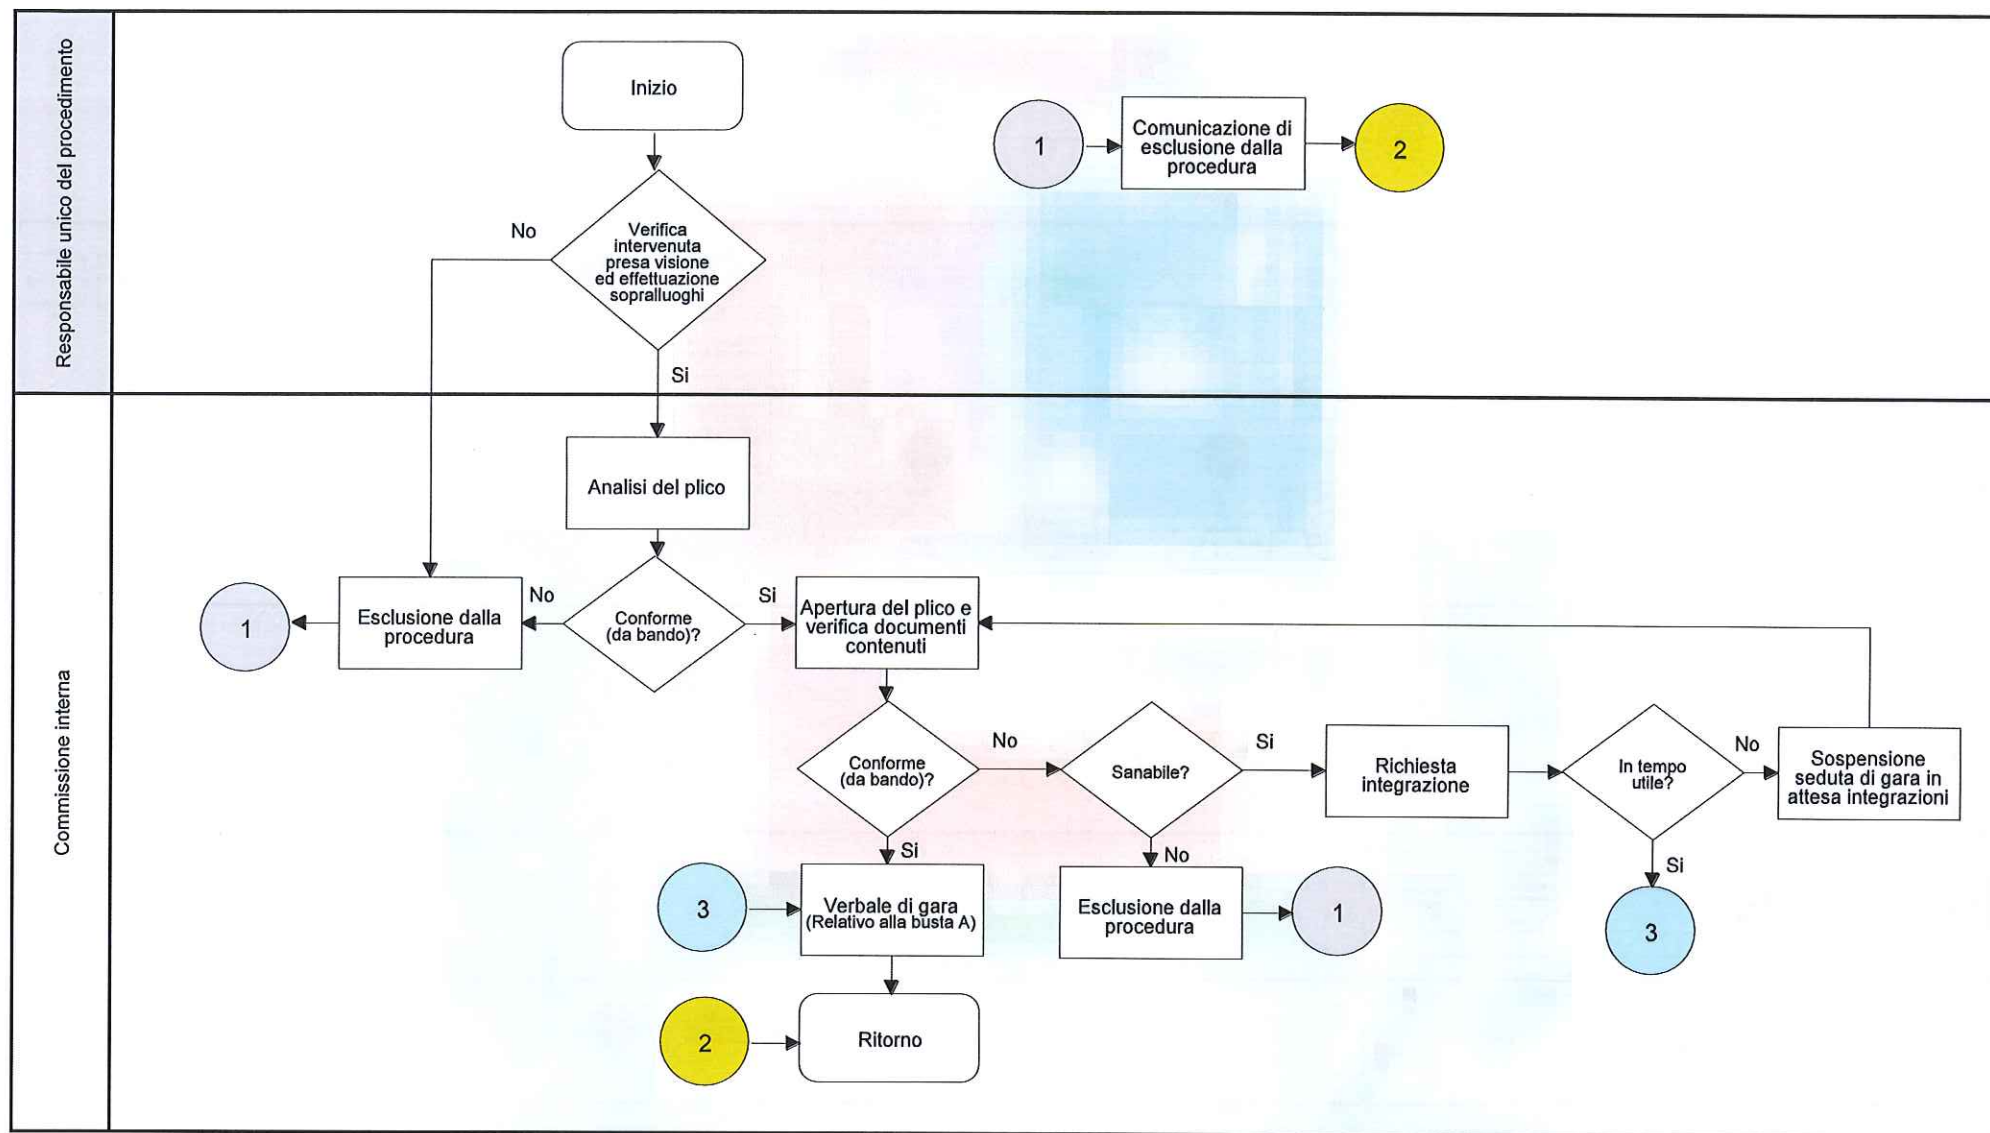 Responsabile unico del procedimento
Inizio
1
Comunicazione di
esclusione dalla
procedura
2
No
Verifica
intervenuta
presa visione
ed effettuazione
sopralluoghi
Si
Commissione interna
Analisi del plico
1
Esclusione dalla
procedura
No
Conforme
(da bando)?
Si
Apertura del plico e
verifica documenti
contenuti
Conforme
(da bando)?
No
Sanabile?
Si
Richiesta
integrazione
In tempo
utile?
No
Sospensione
seduta di gara in
attesa integrazioni
Si
No
Si
3
Verbale di gara
(Relativo alla busta A)
Esclusione dalla
procedura
1
3
2
Ritorno